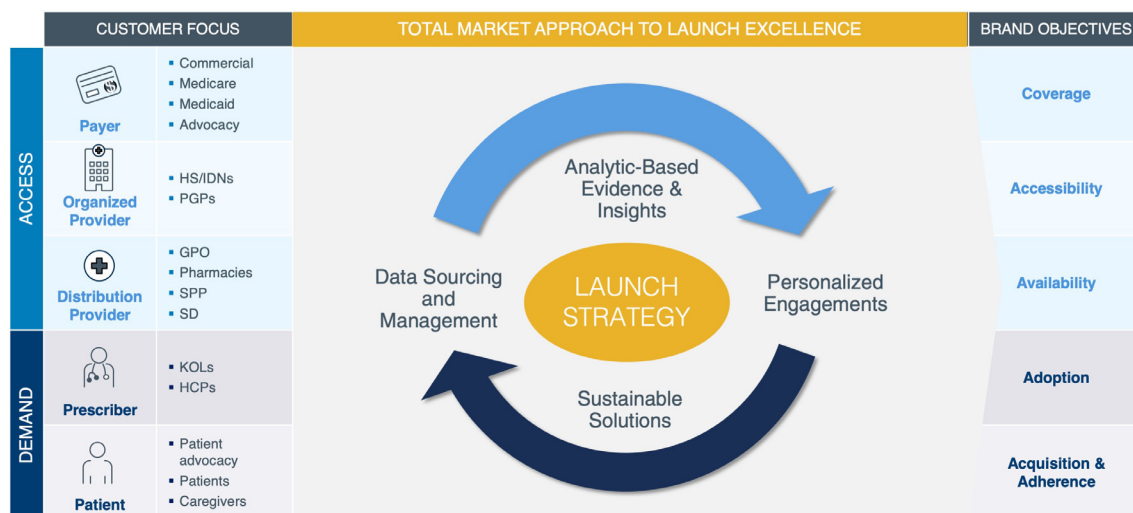 CUSTOMER FOCUS
TOTAL MARKET APPROACH TO LAUNCH EXCELLENCE
BRAND OBJECTIVES
ACCESS
Payer
Commercial
Medicare
Medicaid
Advocacy
Coverage
Organized
Provider
HS/IDNs
PGPs
Accessibility
Distribution
Provider
GPO
Pharmacies
SPP
SD
Availability
DEMAND
Prescriber
KOLs
HCPs
Adoption
Patient
Patient
advocacy
Patients
Caregivers
Acquisition &
Adherence
Analytic-Based
Evidence &
Insights
Data Sourcing
and
Management
LAUNCH
STRATEGY
Personalized
Engagements
Sustainable
Solutions